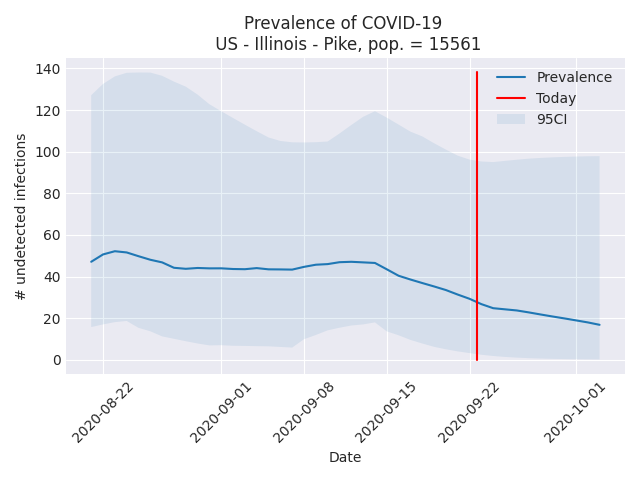 Prevalence of COVID-19
US - Illinois - Pike, pop. = 15561
Prevalence
Today
95CI
# undetected infections
140
120
100
80
60
40
20
0
2020-08-22
2020-09-01
2020-09-08
2020-09-15
2020-09-22
2020-10-01
Date